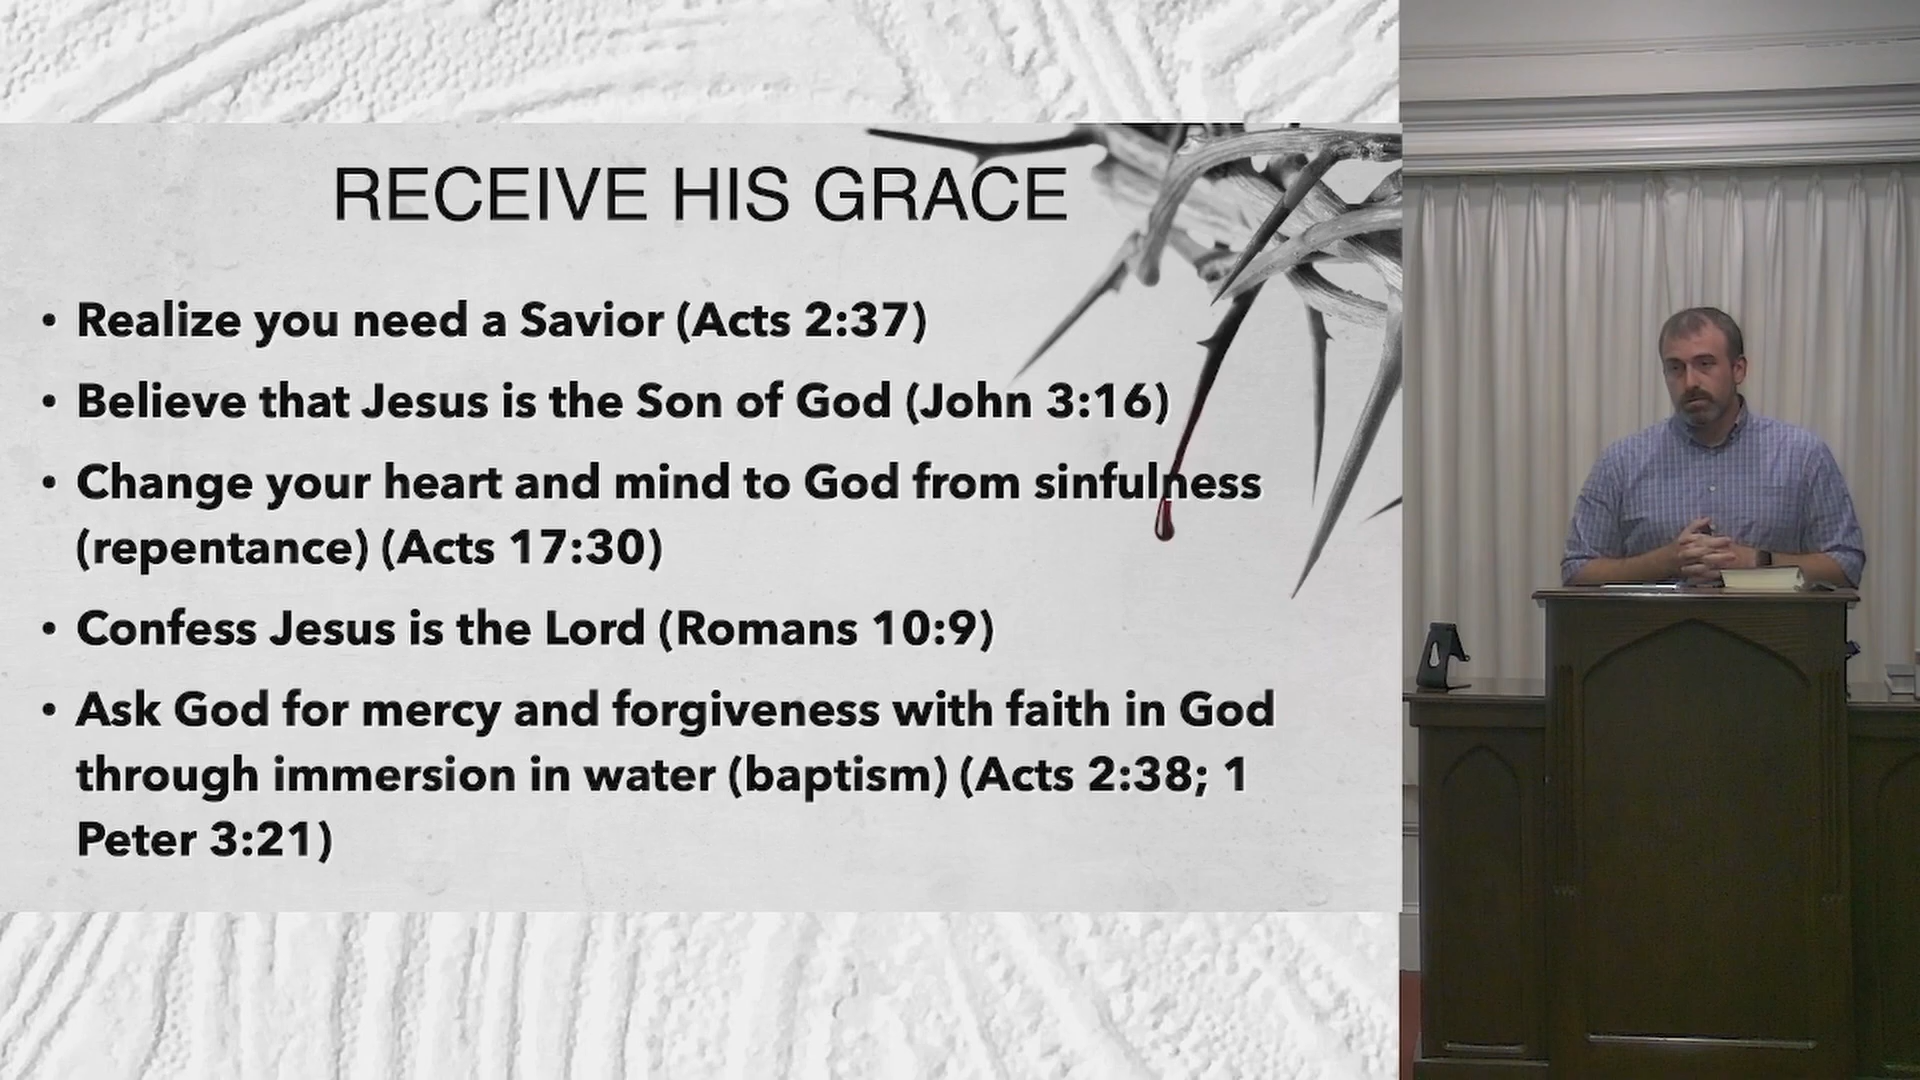 RECEIVE HIS GRACE
• Realize you need a Savior (Acts 2:37)
• Believe that Jesus is the Son of God (John 3:16)
• Change your heart and mind to God from sinfulness
(repentance) (Acts 17:30)
• Confess Jesus is the Lord (Romans 10:9)
• Ask God for mercy and forgiveness with faith in God
through immersion in water (baptism) (Acts 2:38; 1
Peter 3:21)